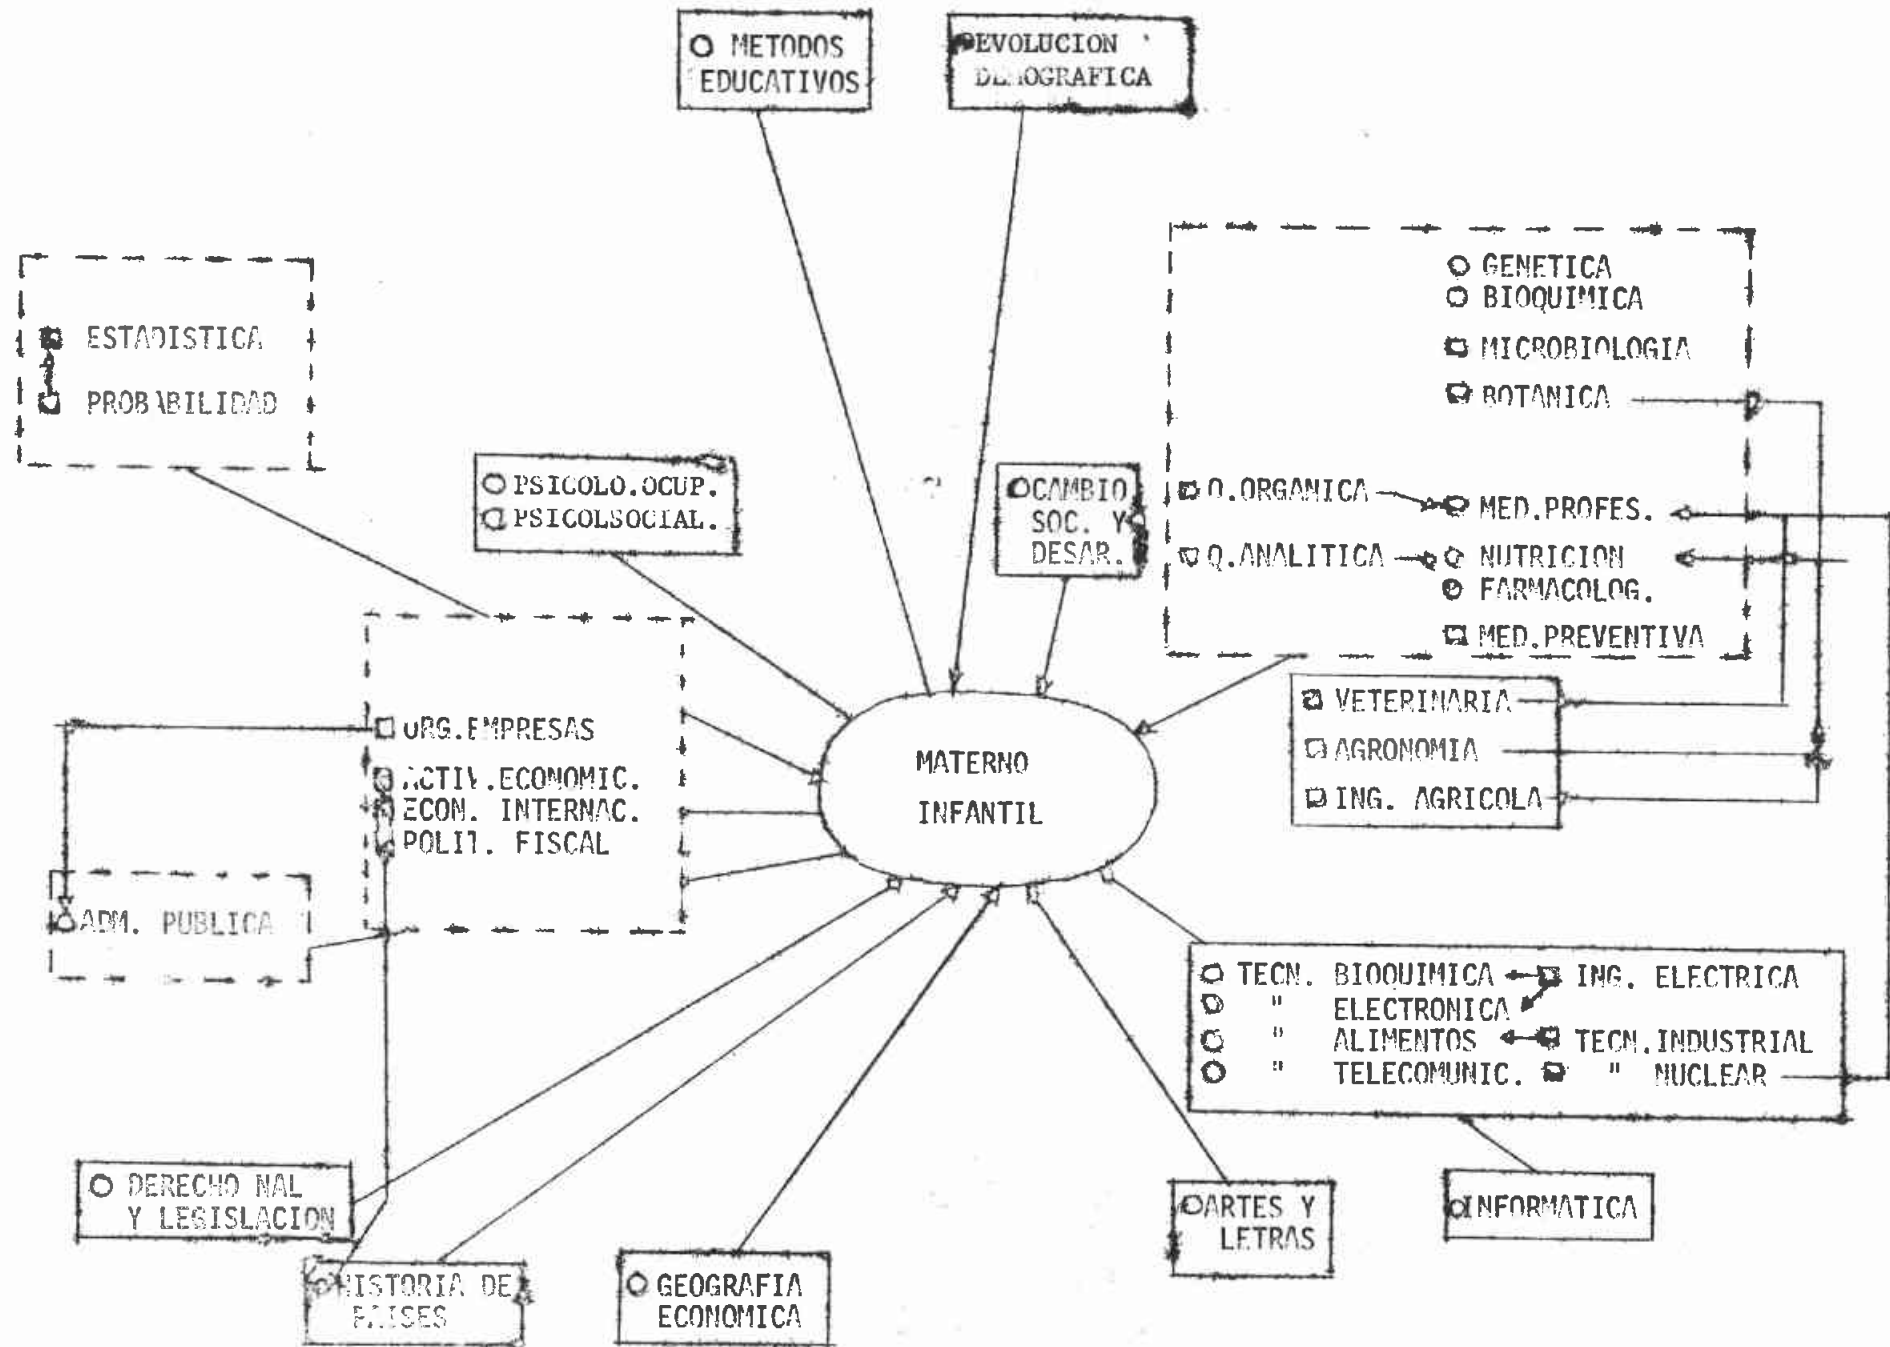 METODOS
EDUCATIVOS
EVOLUCION
DEMOGRAFICA
GENETICA
BIOQUIMICA
MICROBIOLOGIA
BOTANICA
Q.ORGANICA
MED.PROFES.
Q.ANALITICA
NUTRICION
FARMACOLOG.
MED.PREVENTIVA
ESTADISTICA
PROBABILIDAD
PSICOLO.OCUP.
PSICOLSOCIAL.
CAMBIO
SOC. Y
DESAR.
VETERINARIA
AGRONOMIA
ING. AGRICOLA
ORG.EMPRESAS
ACTIV.ECONOMIC.
ECON. INTERNAC.
POLIT. FISCAL
MATERNO
INFANTIL
ADM. PUBLICA
TECN. BIOQUIMICA ING. ELECTRICA
" ELECTRONICA
" ALIMENTOS TECN.INDUSTRIAL
" TELECOMUNIC. " NUCLEAR
DERECHO NAL
Y LEGISLACION
HISTORIA DE
PAISES
GEOGRAFIA
ECONOMICA
ARTES Y
LETRAS
INFORMATICA